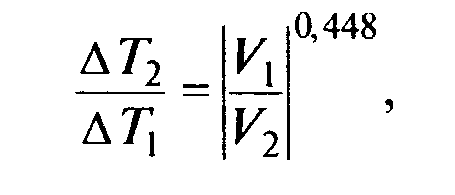 ΔT₂/ΔT₁ = |V₁/V₂|^0,448 ,